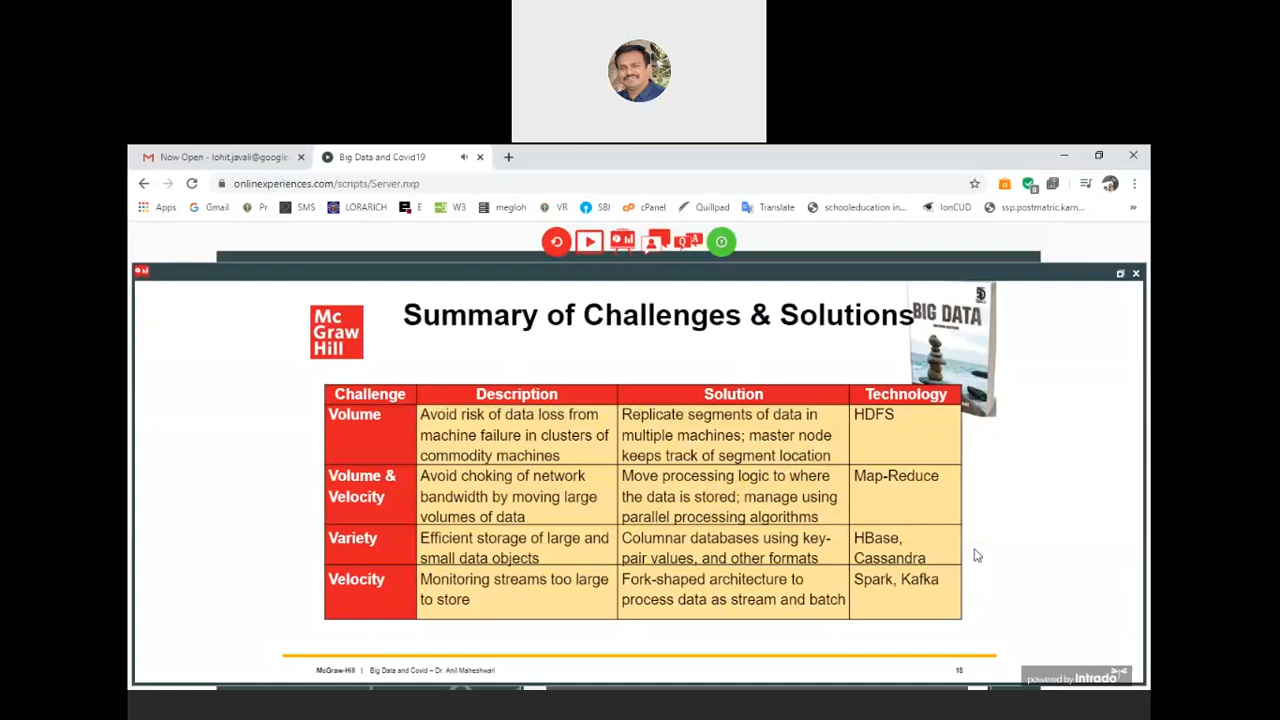 Now Open - lohit.javali@google
Big Data and Covid19
onlinexperiences.com/scripts/Server.nxp
Apps Gmail Pr SMS LORARICH E W3 megloh VR SBI cPanel Quillpad Translate schooleducation in... IonCUD ssp.postmatric.karn... »
Q A
Mc
Graw
Hill
Summary of Challenges & Solutions
BIG DATA
Challenge Description Solution Technology
Volume Avoid risk of data loss from Replicate segments of data in HDFS
machine failure in clusters of multiple machines; master node
commodity machines keeps track of segment location
Volume & Avoid choking of network Move processing logic to where Map-Reduce
Velocity bandwidth by moving large the data is stored; manage using
volumes of data parallel processing algorithms
Variety Efficient storage of large and Columnar databases using key- HBase,
small data objects pair values, and other formats Cassandra
Velocity Monitoring streams too large Fork-shaped architecture to Spark, Kafka
to store process data as stream and batch
McGraw-Hill | Big Data and Covid – Dr. Anil Maheshwari 18
powered by Intrado